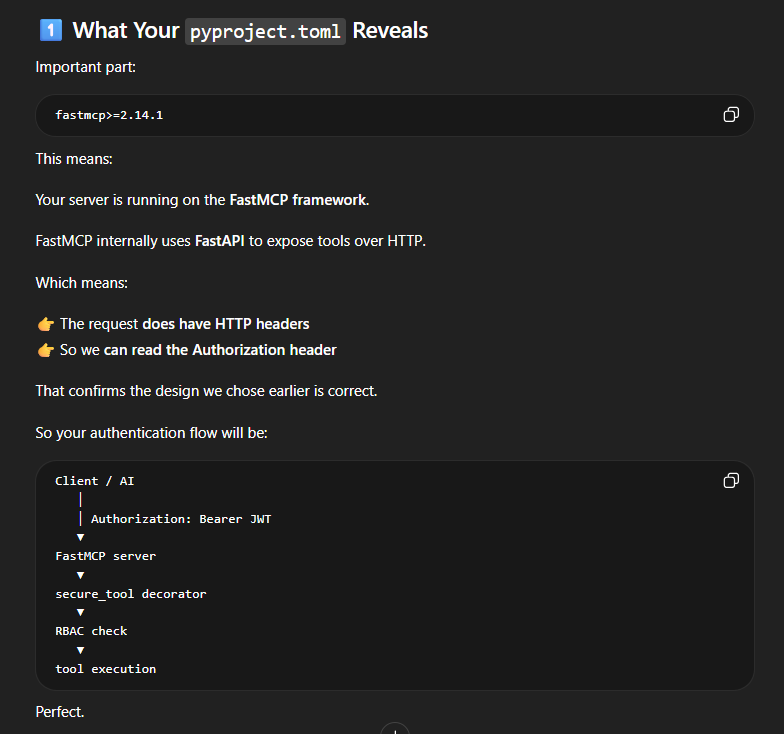 1 What Your pyproject.toml Reveals
Important part:
fastmcp>=2.14.1
This means:
Your server is running on the FastMCP framework.
FastMCP internally uses FastAPI to expose tools over HTTP.
Which means:
👉 The request does have HTTP headers
👉 So we can read the Authorization header
That confirms the design we chose earlier is correct.
So your authentication flow will be:
Client / AI
│
│ Authorization: Bearer JWT
▼
FastMCP server
▼
secure_tool decorator
▼
RBAC check
▼
tool execution
Perfect.